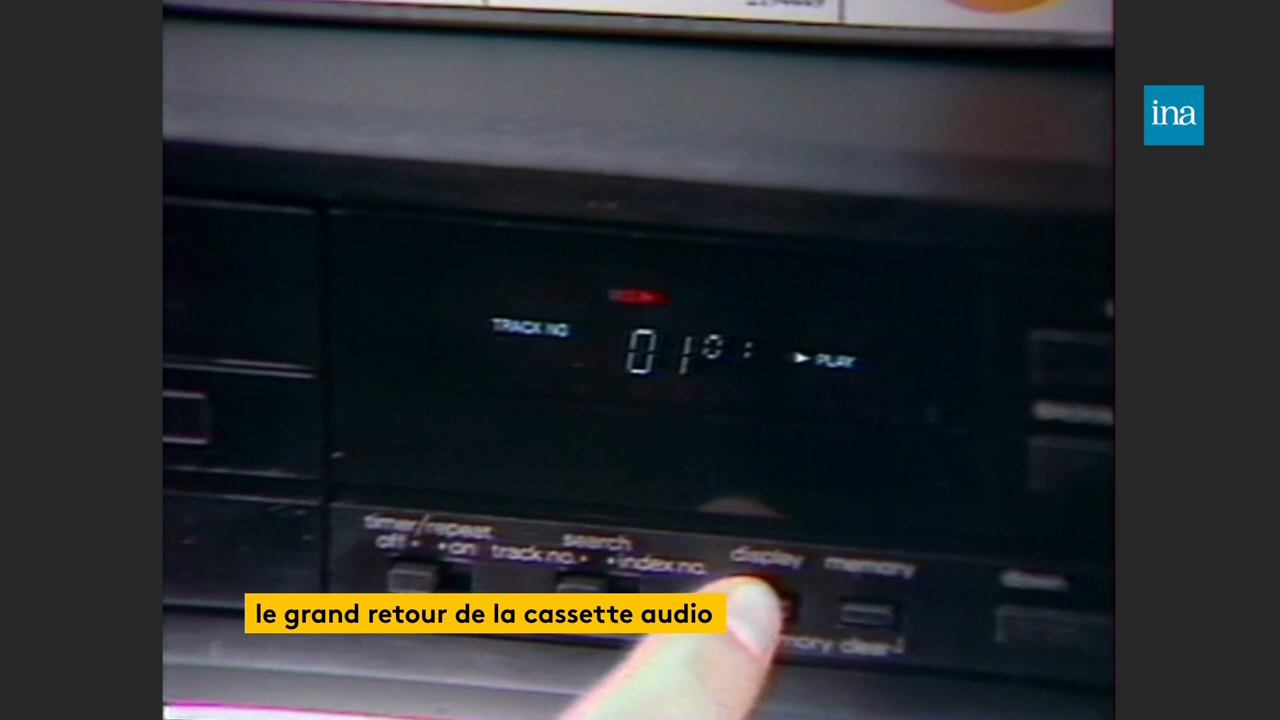 ina
TRACK NO
01 01 :
▶ PLAY
timer/repeat
off • • on
search
track no. • • index no.
display
memory
le grand retour de la cassette audio